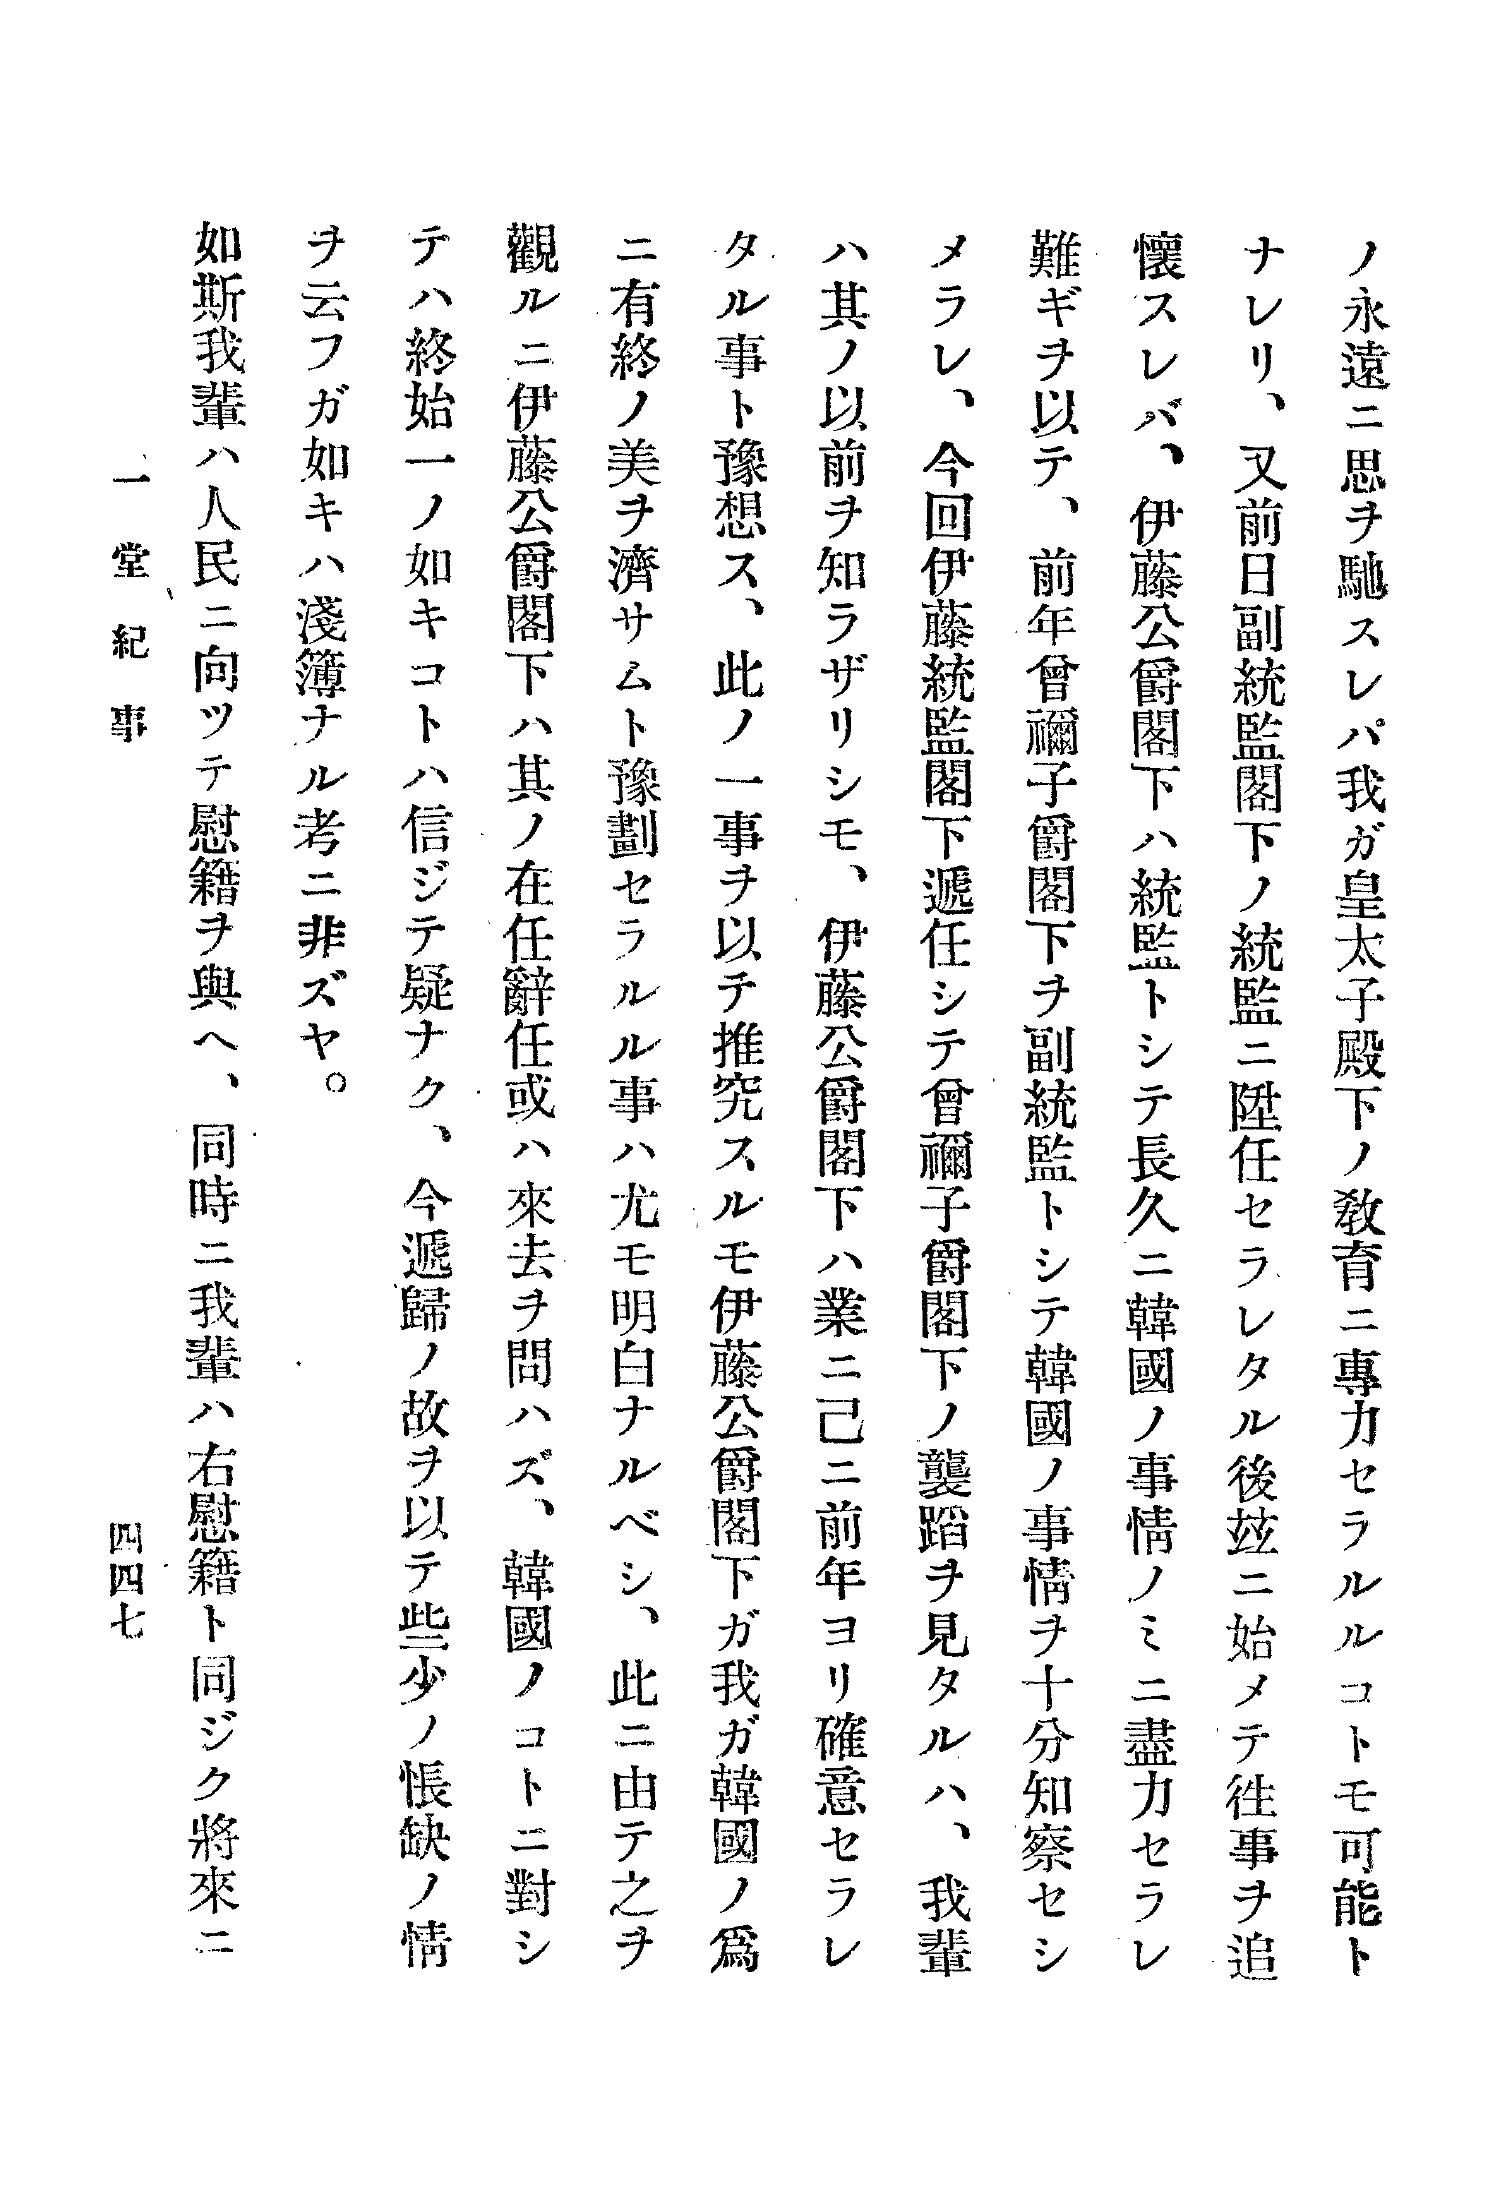 ノ永遠ニ思ヲ馳スレパ我ガ皇太子殿下ノ敎育ニ專力セラルルコトモ可能ト
ナレリ、又前日副統監閣下ノ統監ニ陞任セラレタル後玆ニ始メテ徃事ヲ追
懷スレバ、伊藤公爵閣下ハ統監トシテ長久ニ韓國ノ事情ノミニ盡力セラレ
難ギヲ以テ、前年曾禰子爵閣下ヲ副統監トシテ韓國ノ事情ヲ十分知察セシ
メラレ、今回伊藤統監閣下遞任シテ曾禰子爵閣下ノ襲蹈ヲ見タルハ、我輩
ハ其ノ以前ヲ知ラザリシモ、伊藤公爵閣下ハ業ニ己ニ前年ヨリ確意セラレ
タル事ト豫想ス、此ノ一事ヲ以テ推究スルモ伊藤公爵閣下ガ我ガ韓國ノ爲
ニ有終ノ美ヲ濟サムト豫劃セラルル事ハ尤モ明白ナルベシ、此ニ由テ之ヲ
觀ルニ伊藤公爵閣下ハ其ノ在任辭任或ハ來去ヲ問ハズ、韓國ノコトニ對シ
テハ終始一ノ如キコトハ信ジテ疑ナク、今遞歸ノ故ヲ以テ些少ノ悵缺ノ情
ヲ云フガ如キハ淺簿ナル考ニ非ズヤ。
如斯我輩ハ人民ニ向ツテ慰籍ヲ與ヘ、同時ニ我輩ハ右慰籍ト同ジク將來ニ
一堂紀事
四四七